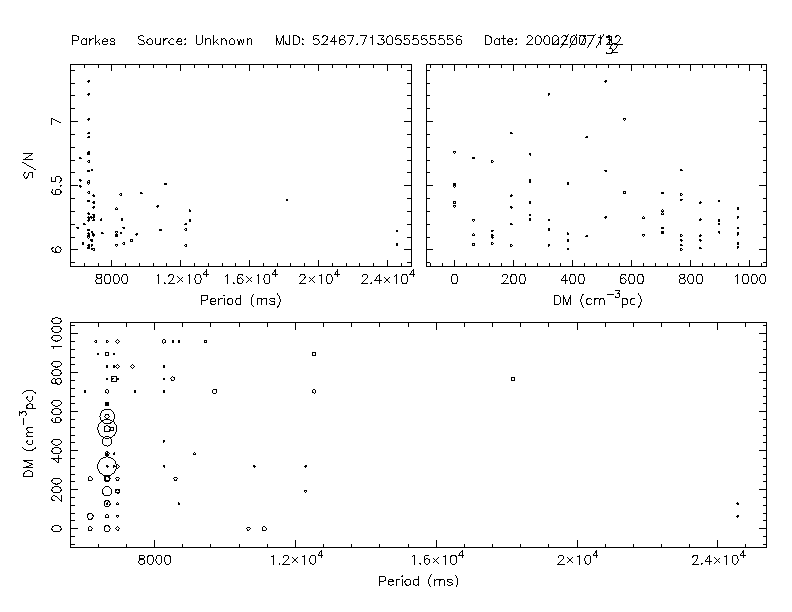 Parkes Source: Unknown MJD: 52467.713055555556 Date:
S/N
7
6.5
6
8000 1.2×10⁴ 1.6×10⁴ 2×10⁴ 2.4×10⁴
Period (ms)
0 200 400 600 800 1000
DM (cm⁻³pc)
DM (cm⁻³pc)
1000
800
600
400
200
0
8000 1.2×10⁴ 1.6×10⁴ 2×10⁴ 2.4×10⁴
Period (ms)